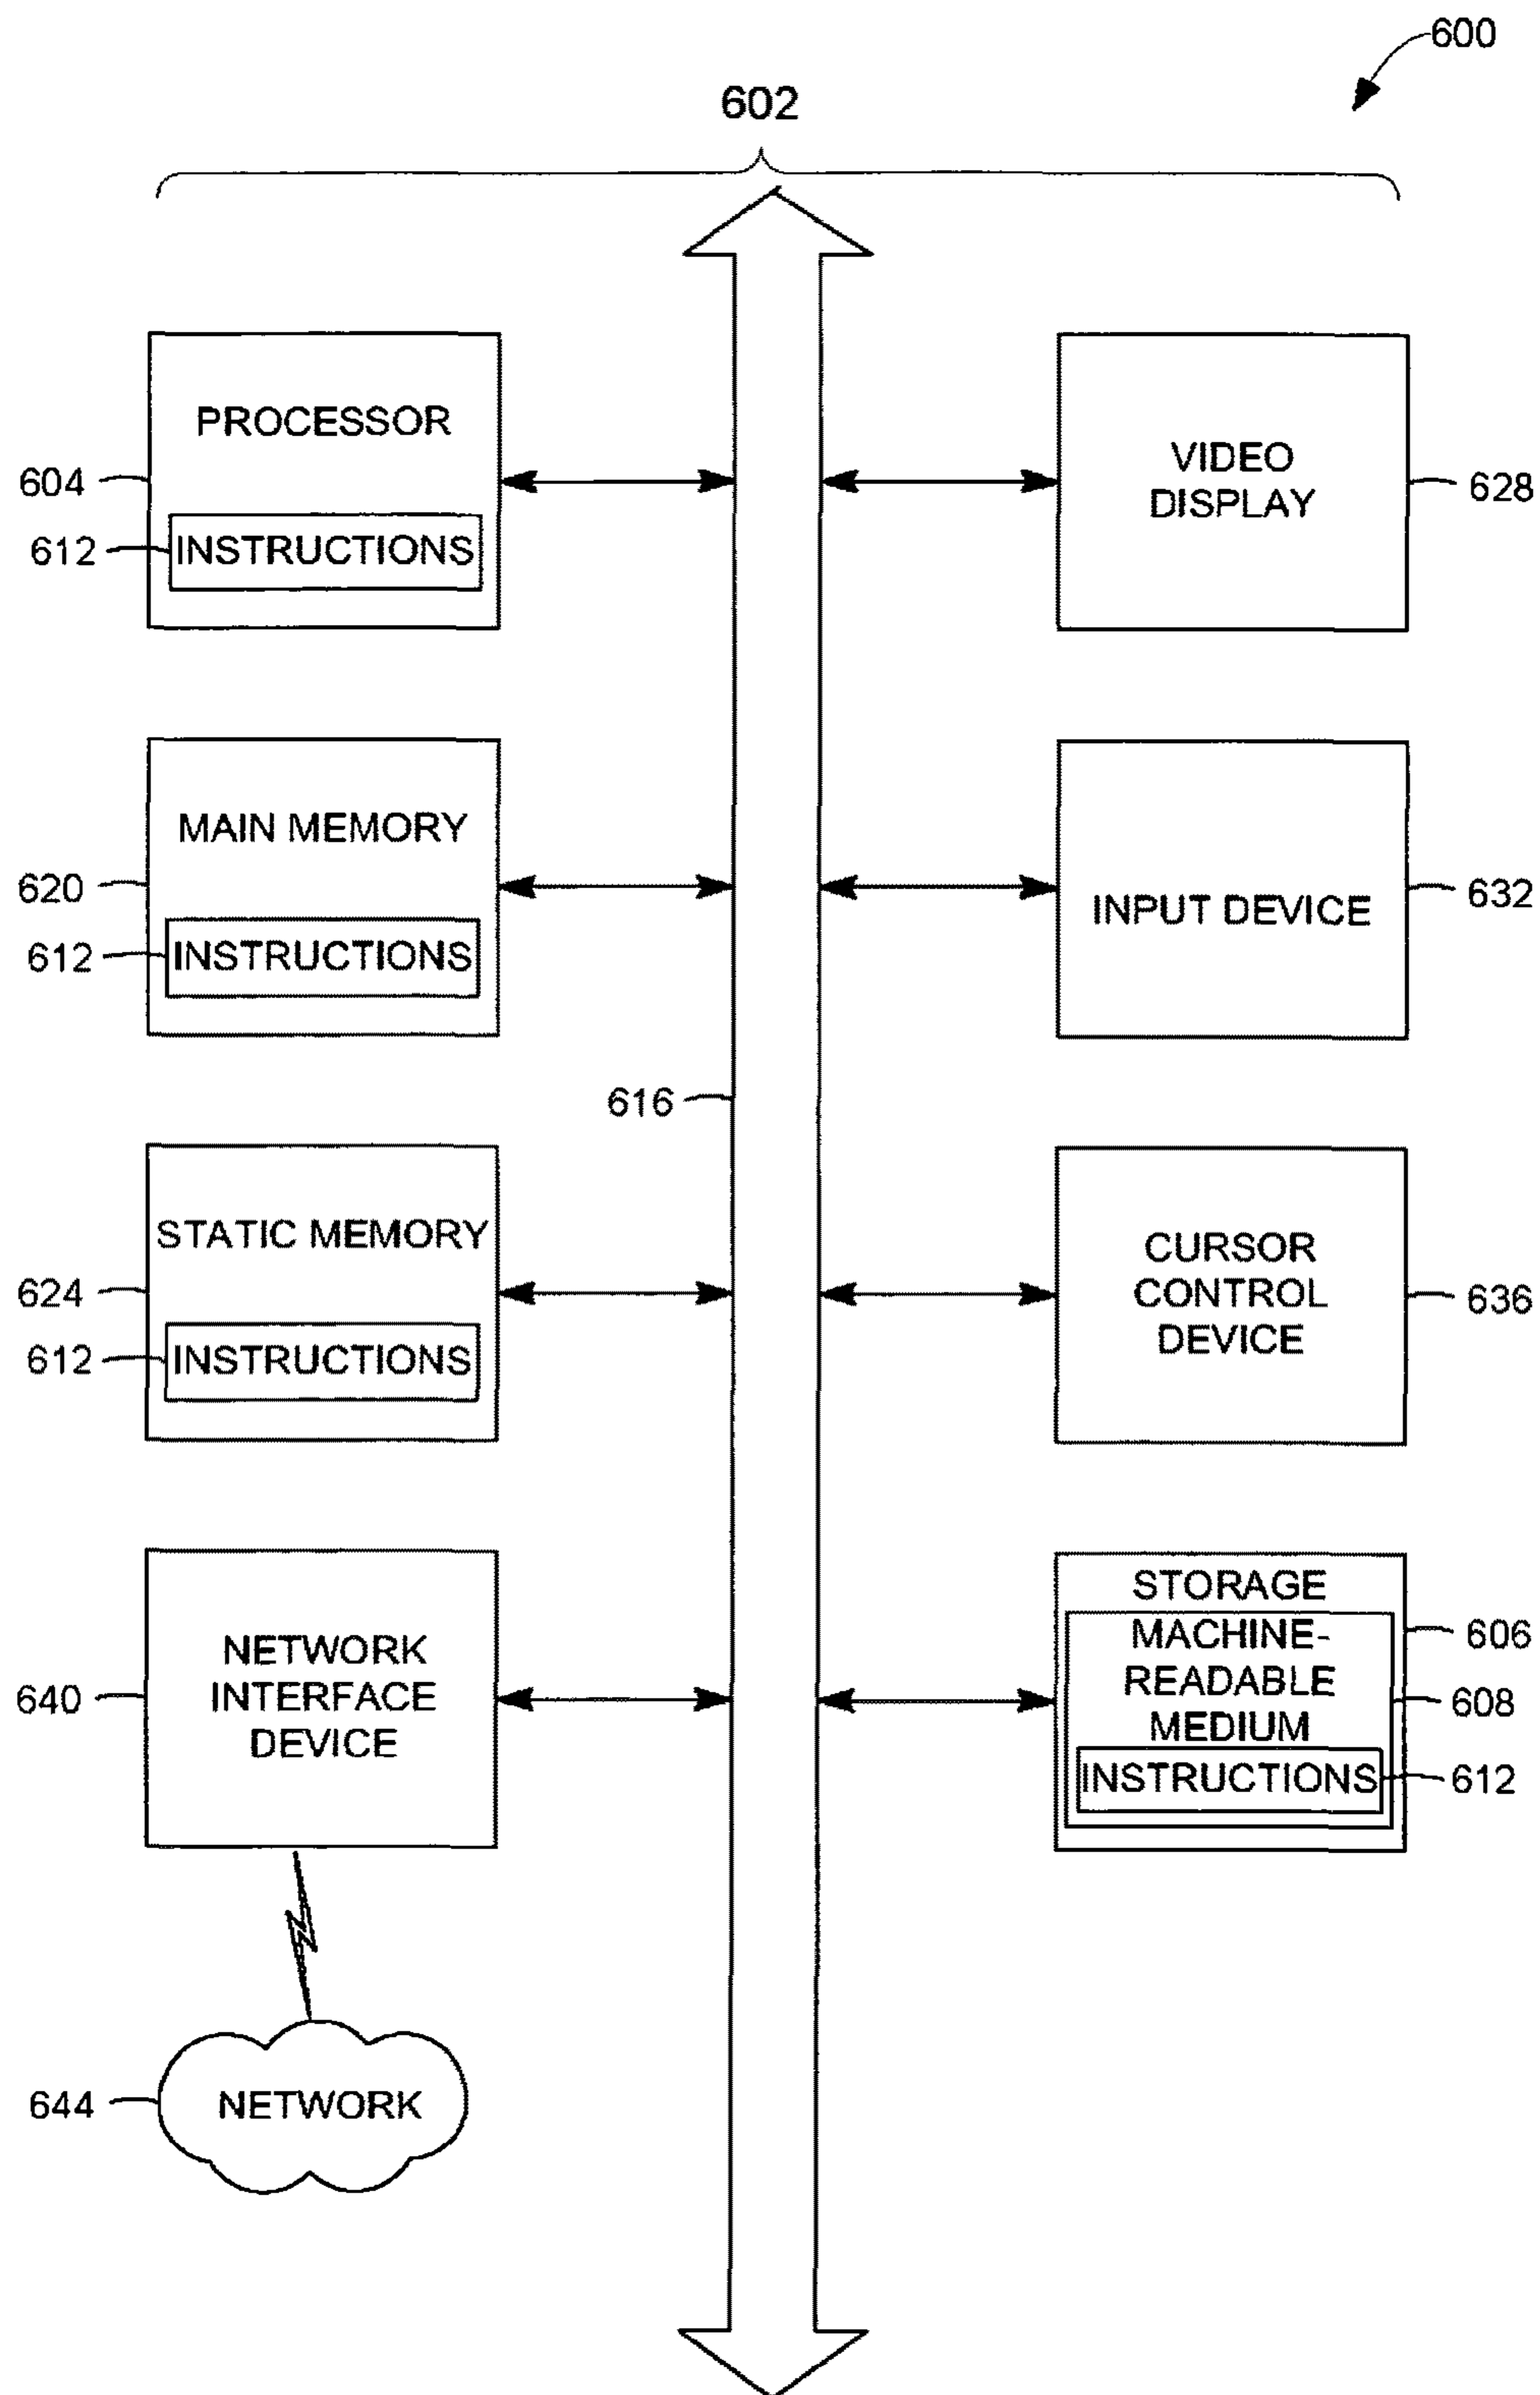 600
602
PROCESSOR
604
612
INSTRUCTIONS
VIDEO
DISPLAY
628
MAIN MEMORY
620
612
INSTRUCTIONS
INPUT DEVICE
632
616
STATIC MEMORY
624
612
INSTRUCTIONS
CURSOR
CONTROL
DEVICE
636
NETWORK
INTERFACE
DEVICE
640
STORAGE
606
MACHINE-
READABLE
MEDIUM
608
INSTRUCTIONS
612
644
NETWORK